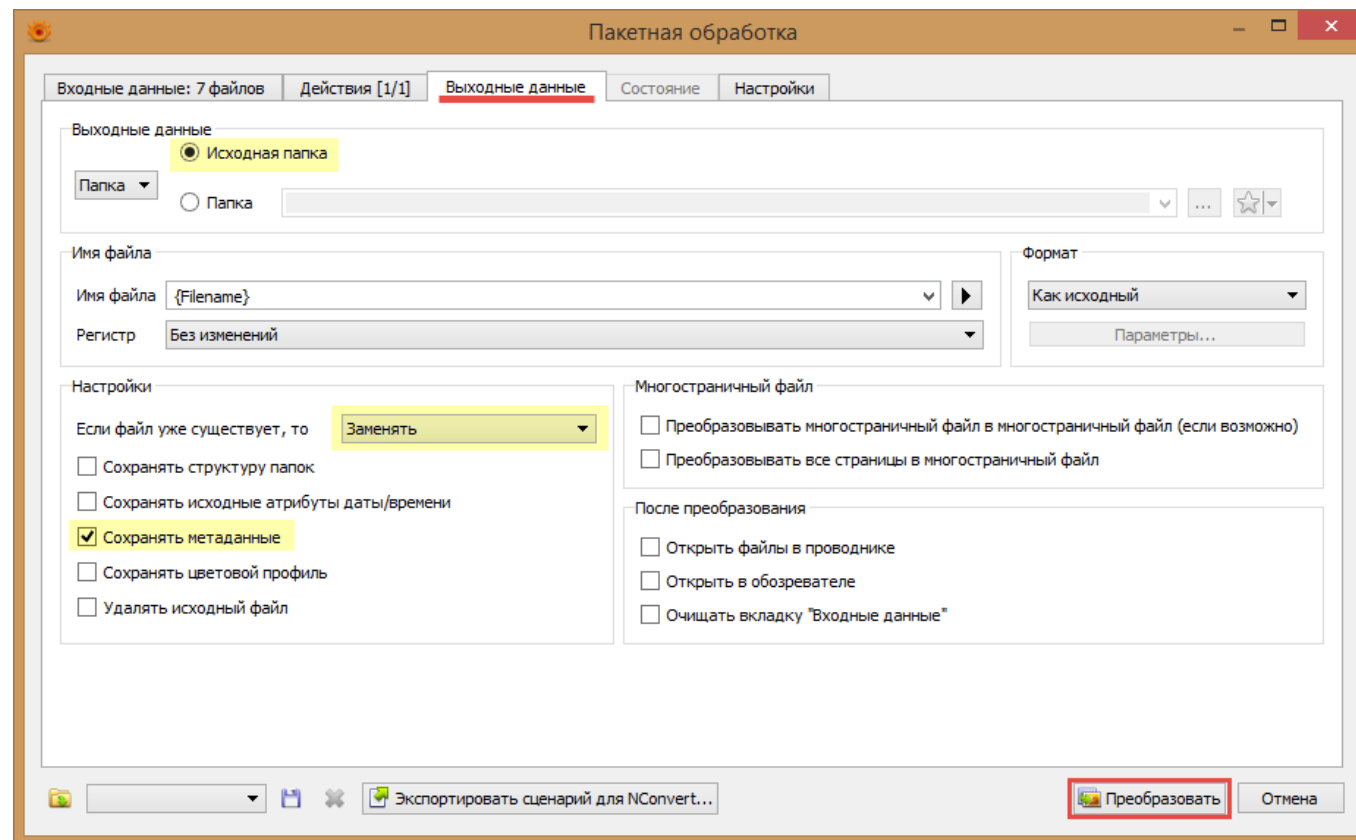 Пакетная обработка
Входные данные: 7 файлов Действия [1/1] Выходные данные Состояние Настройки
Выходные данные
Исходная папка
Папка
Папка ...
Имя файла
Имя файла {Filename}
Регистр Без изменений
Формат
Как исходный
Параметры...
Настройки
Если файл уже существует, то Заменять
Сохранять структуру папок
Сохранять исходные атрибуты даты/времени
Сохранять метаданные
Сохранять цветовой профиль
Удалять исходный файл
Многостраничный файл
Преобразовывать многостраничный файл в многостраничный файл (если возможно)
Преобразовывать все страницы в многостраничный файл
После преобразования
Открыть файлы в проводнике
Открыть в обозревателе
Очищать вкладку "Входные данные"
Экспортировать сценарий для NConvert... Преобразовать Отмена